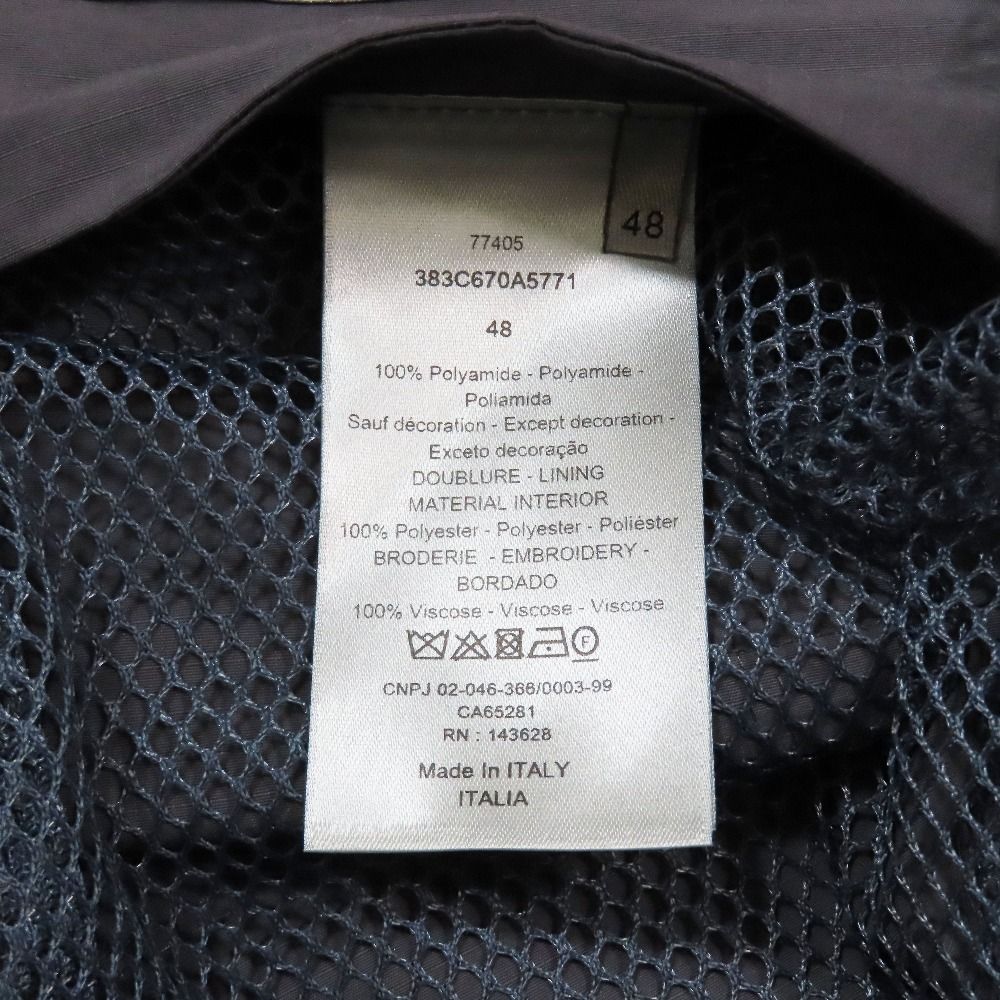 48
77405
383C670A5771
48
100% Polyamide - Polyamide -
Poliamida
Sauf décoration - Except decoration -
Exceto decoração
DOUBLURE - LINING
MATERIAL INTERIOR
100% Polyester - Polyester - Poliéster
BRODERIE - EMBROIDERY -
BORDADO
100% Viscose - Viscose - Viscose
F
CNPJ 02-046-366/0003-99
CA65281
RN : 143628
Made In ITALY
ITALIA